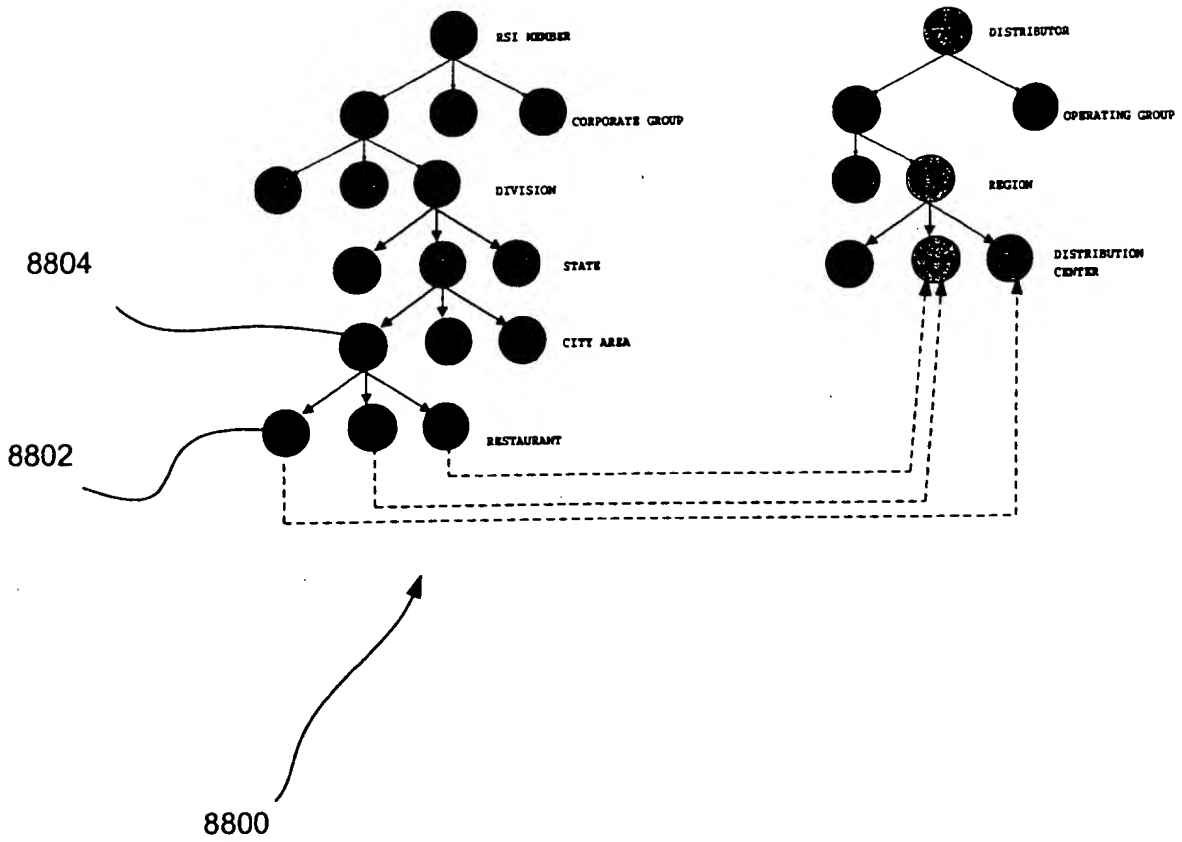 RSI MEMBER
DISTRIBUTOR
CORPORATE GROUP
OPERATING GROUP
DIVISION
REGION
8804
STATE
DISTRIBUTION
CENTER
CITY AREA
8802
RESTAURANT
8800